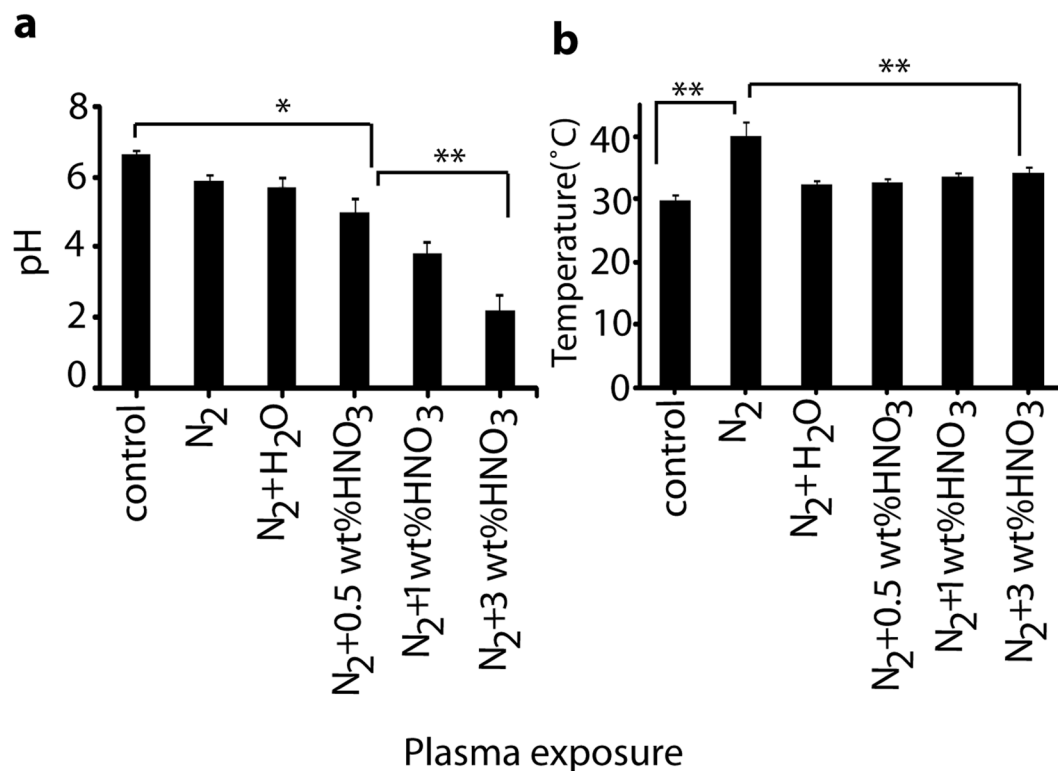 a
*
**
8
6
4
2
0
pH
control
N₂
N₂+H₂O
N₂+0.5 wt%HNO₃
N₂+1 wt%HNO₃
N₂+3 wt%HNO₃
b
**
**
40
30
20
10
0
Temperature(°C)
control
N₂
N₂+H₂O
N₂+0.5 wt%HNO₃
N₂+1wt%HNO₃
N₂+3 wt%HNO₃
Plasma exposure